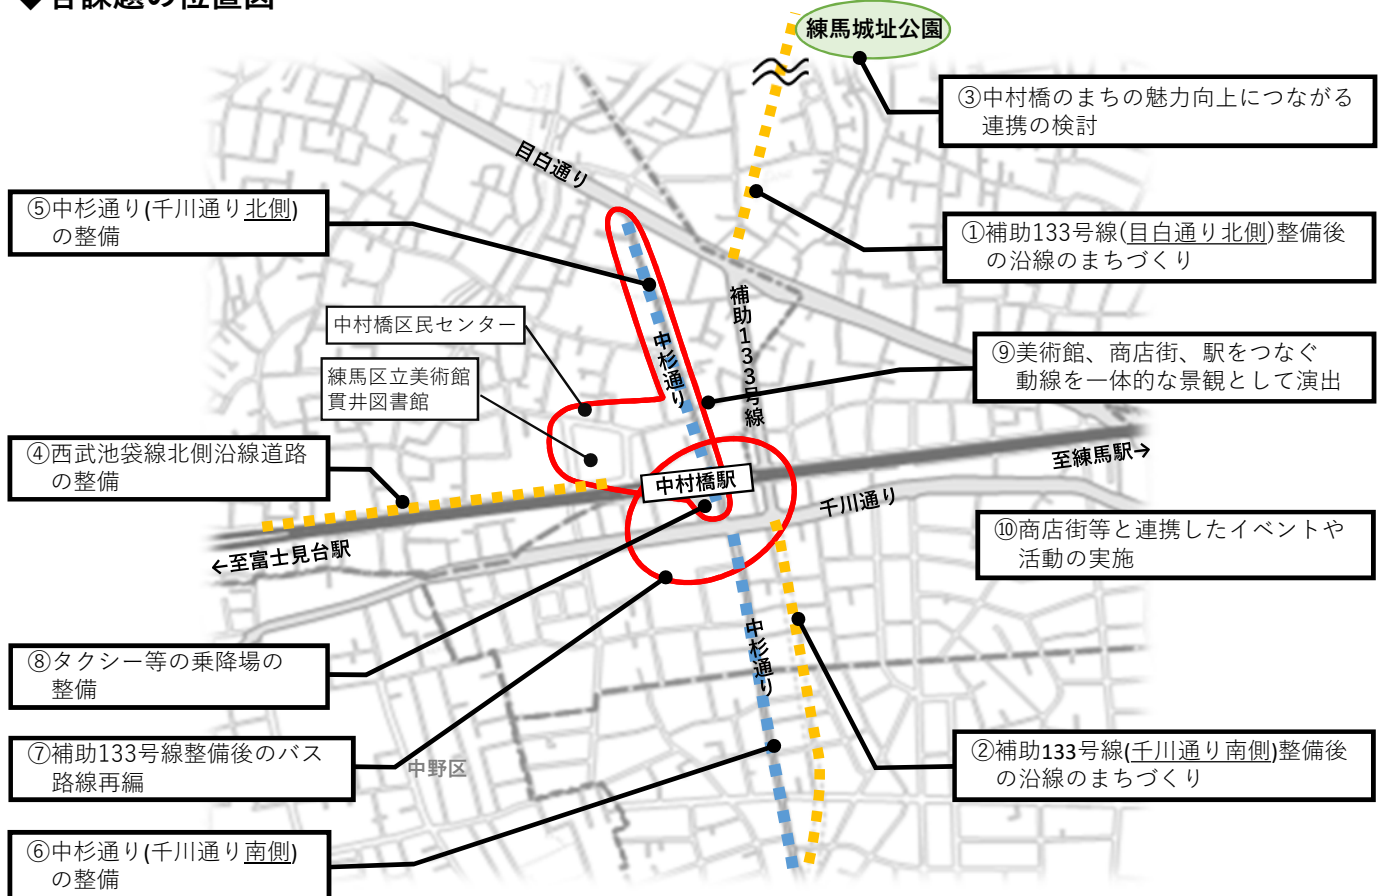 ◆各課題の位置図
練馬城址公園
③中村橋のまちの魅力向上につながる
連携の検討
目白通り
⑤中杉通り(千川通り北側)
の整備
①補助133号線(目白通り北側)整備後
の沿線のまちづくり
補助133号線
中村橋区民センター
中杉通り
⑨美術館、商店街、駅をつなぐ
動線を一体的な景観として演出
練馬区立美術館
貫井図書館
④西武池袋線北側沿線道路
の整備
至練馬駅→
中村橋駅
千川通り
←至富士見台駅
⑩商店街等と連携したイベントや
活動の実施
中杉通り
⑧タクシー等の乗降場の
整備
⑦補助133号線整備後のバス
路線再編
中野区
②補助133号線(千川通り南側)整備後
の沿線のまちづくり
⑥中杉通り(千川通り南側)
の整備